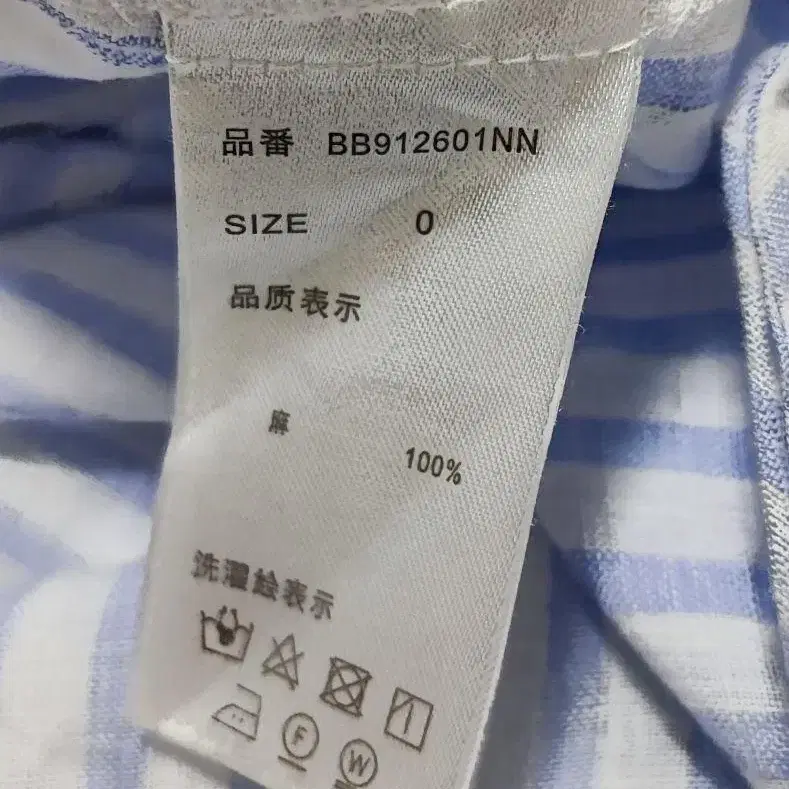 品番 BB912601NN
SIZE 0
品质表示
麻 100%
洗濯絵表示
F W